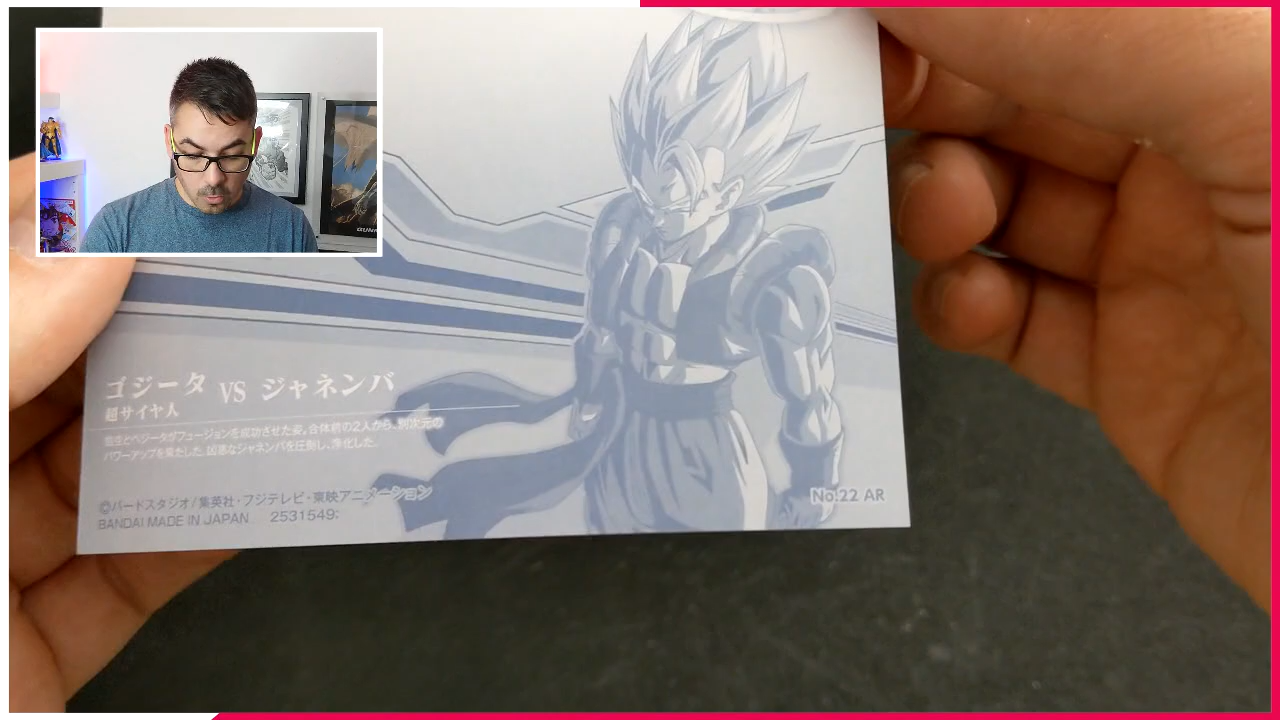 ゴジータ VS ジャネンバ
超サイヤ人
悟空とベジータがフュージョンを成功させた姿。合体前の2人から、別次元の
パワーアップを果たした。凶悪なジャネンバを圧倒し、浄化した。
©バードスタジオ/集英社・フジテレビ・東映アニメーション
BANDAI MADE IN JAPAN 2531549:
No.22 AR